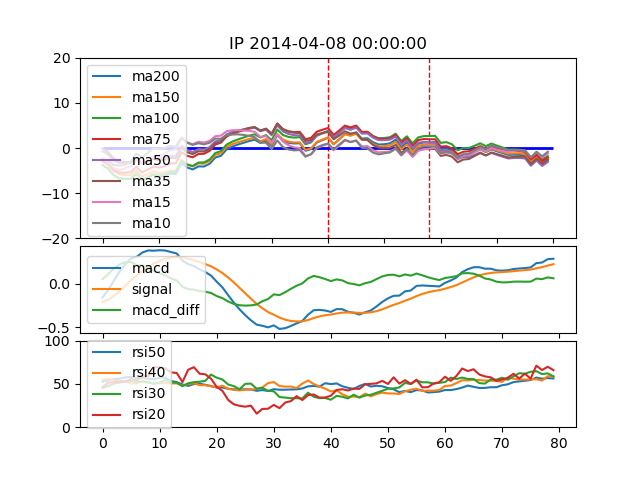 IP 2014-04-08 00:00:00
20
10
0
−10
−20
ma200
ma150
ma100
ma75
ma50
ma35
ma15
ma10
0.0
−0.5
macd
signal
macd_diff
100
50
0
rsi50
rsi40
rsi30
rsi20
0 10 20 30 40 50 60 70 80